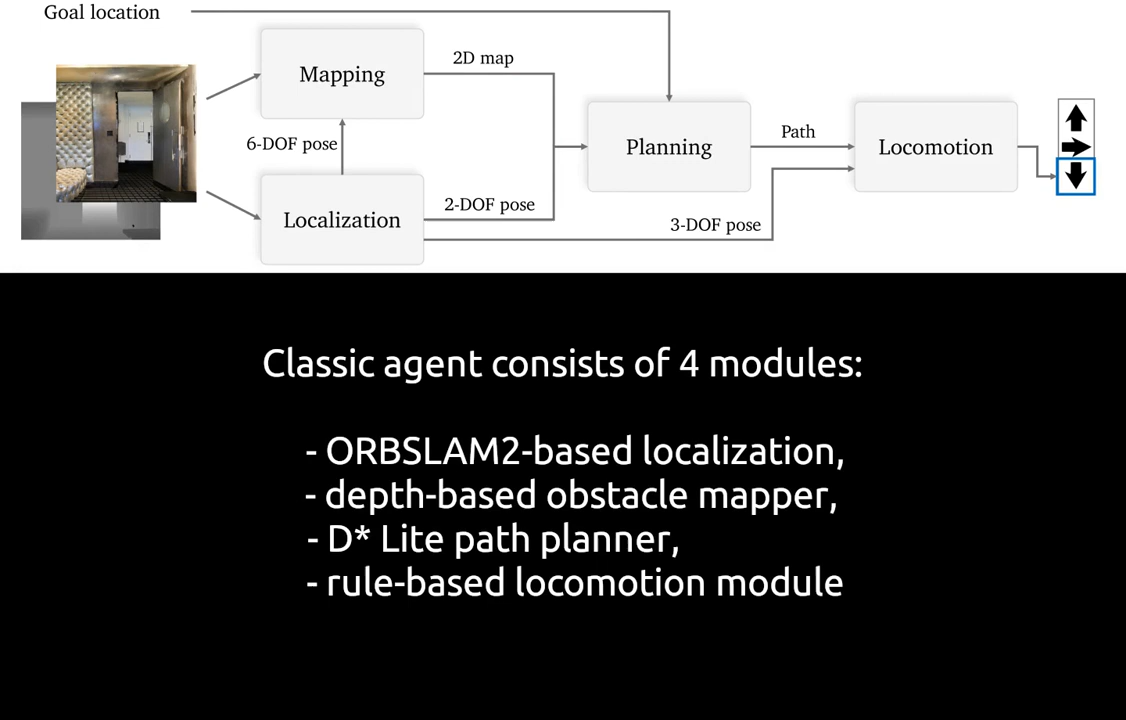 Goal location
Mapping
2D map
6-DOF pose
Localization
2-DOF pose
3-DOF pose
Planning
Path
Locomotion
Classic agent consists of 4 modules:
- ORBSLAM2-based localization,
- depth-based obstacle mapper,
- D* Lite path planner,
- rule-based locomotion module